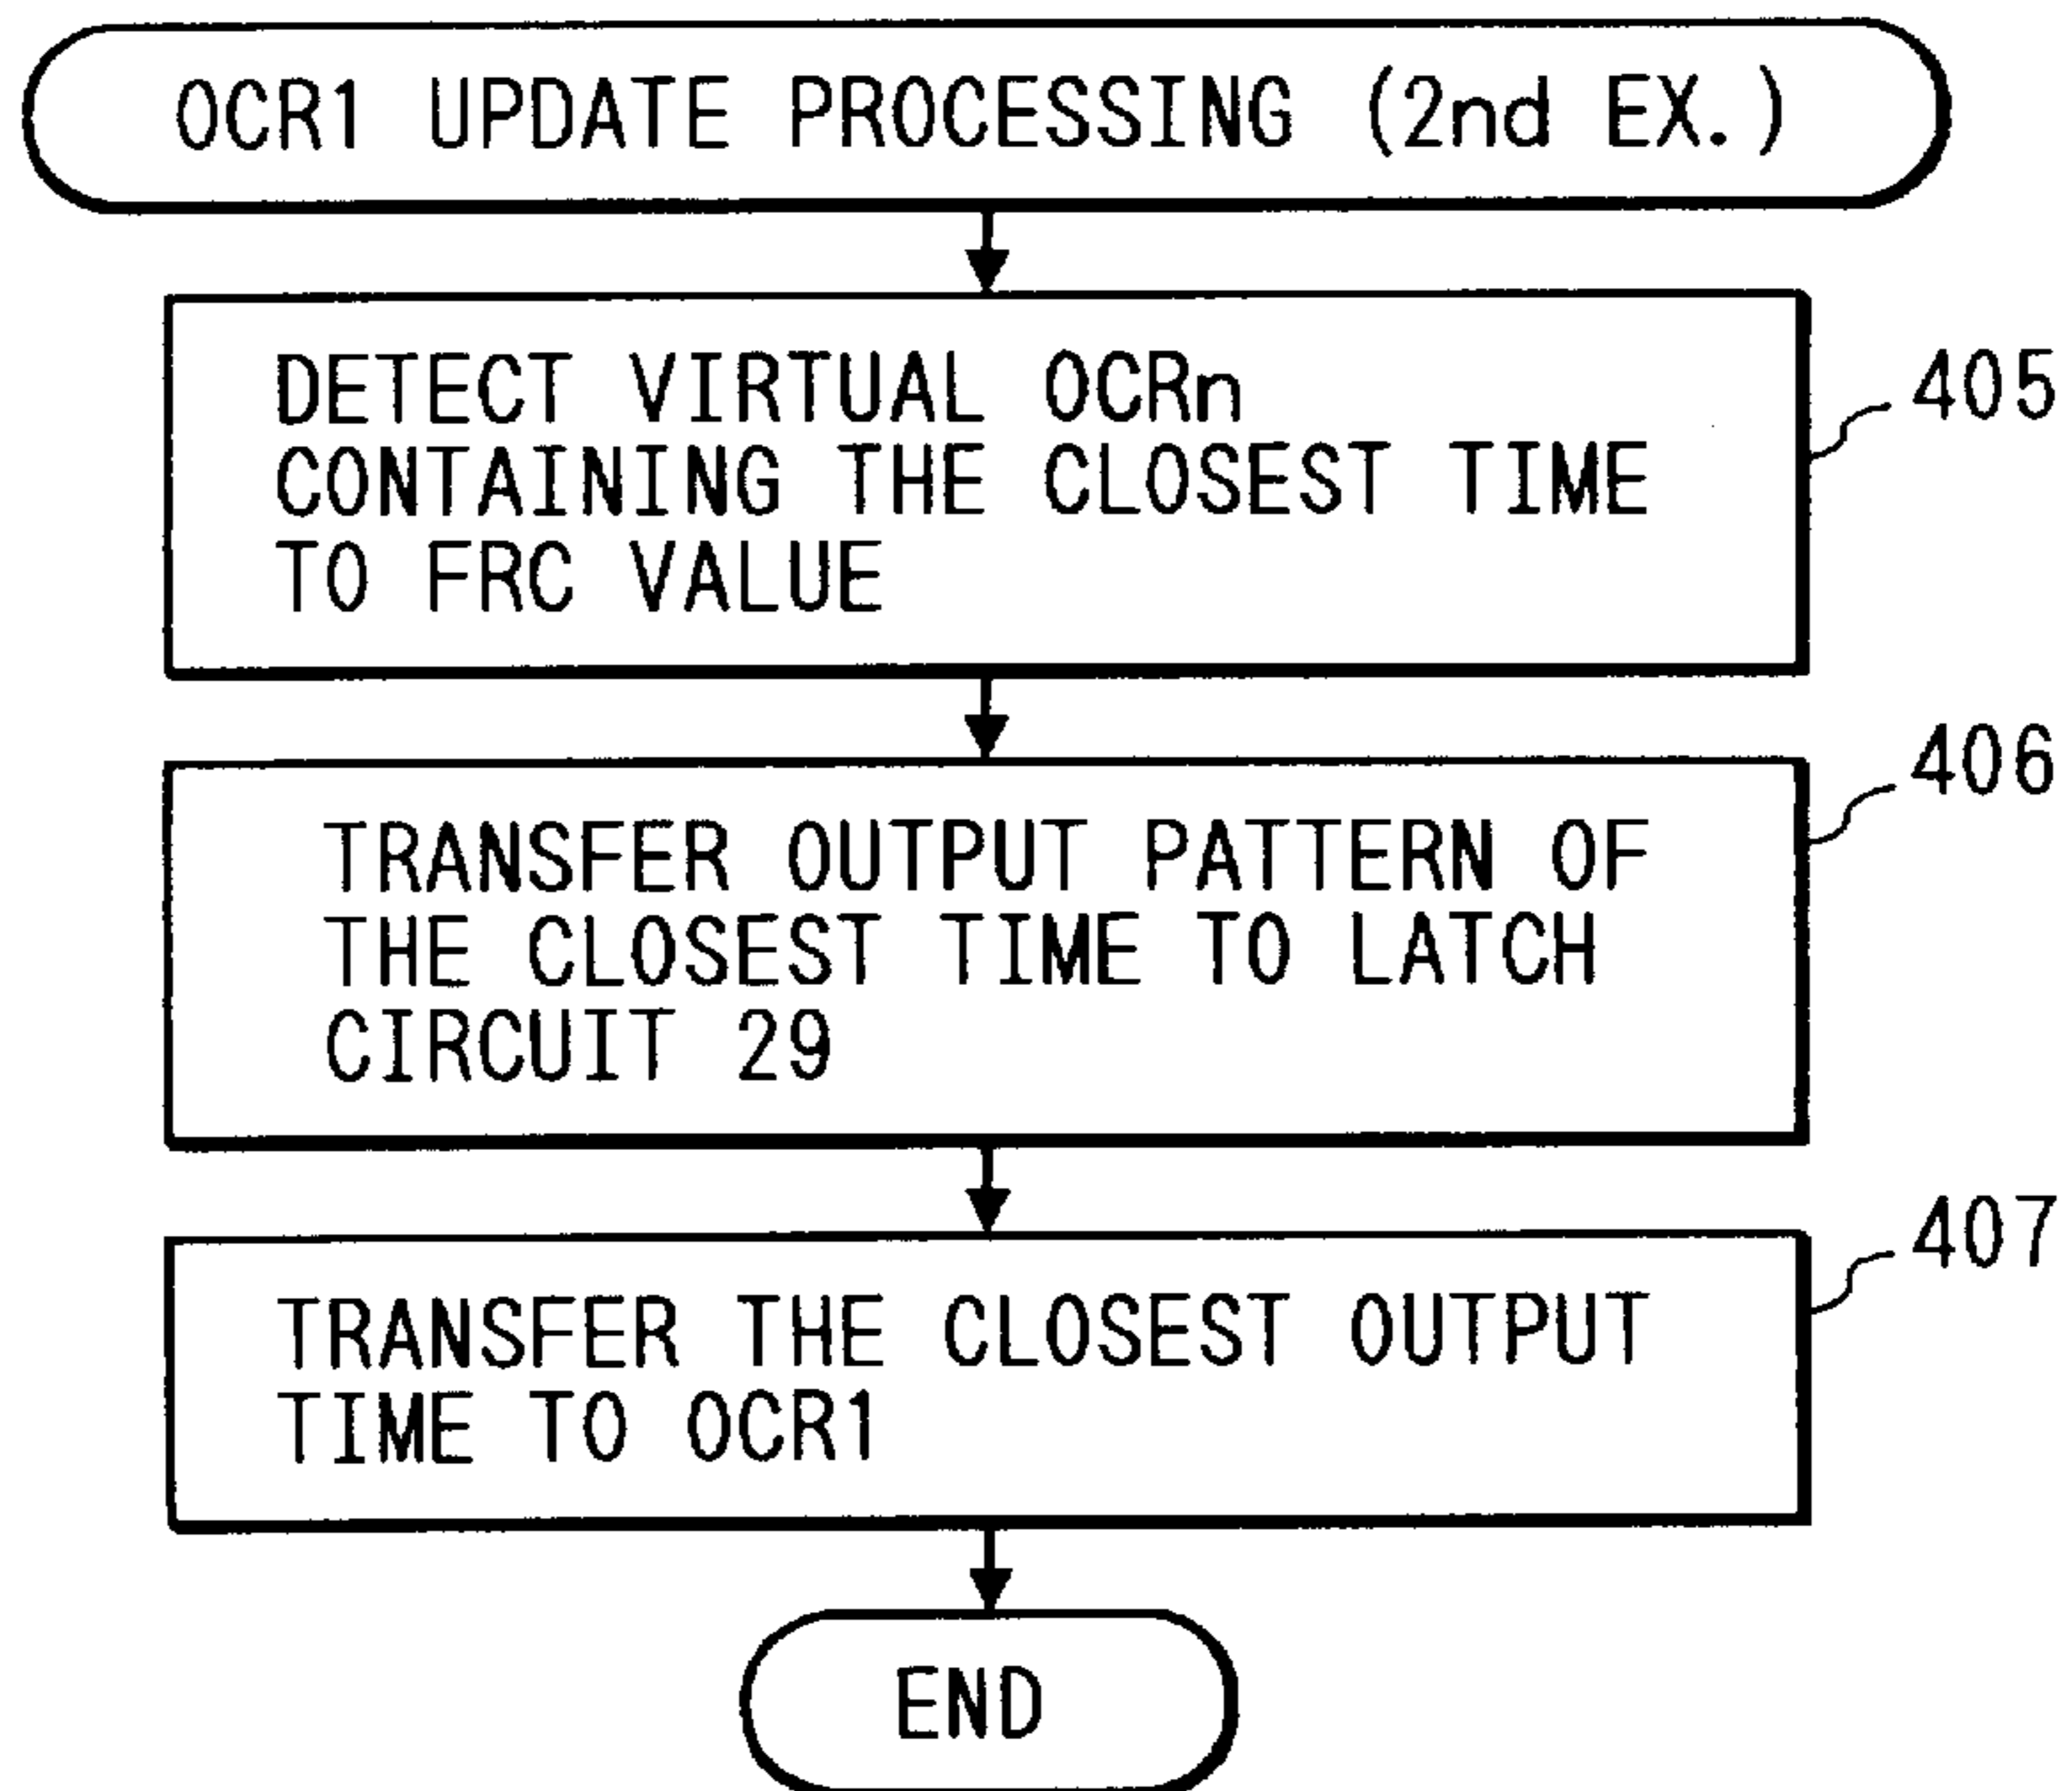 OCR1 UPDATE PROCESSING (2nd EX.)
DETECT VIRTUAL OCRn
CONTAINING THE CLOSEST TIME
TO FRC VALUE
405
TRANSFER OUTPUT PATTERN OF
THE CLOSEST TIME TO LATCH
CIRCUIT 29
406
TRANSFER THE CLOSEST OUTPUT
TIME TO OCR1
407
END